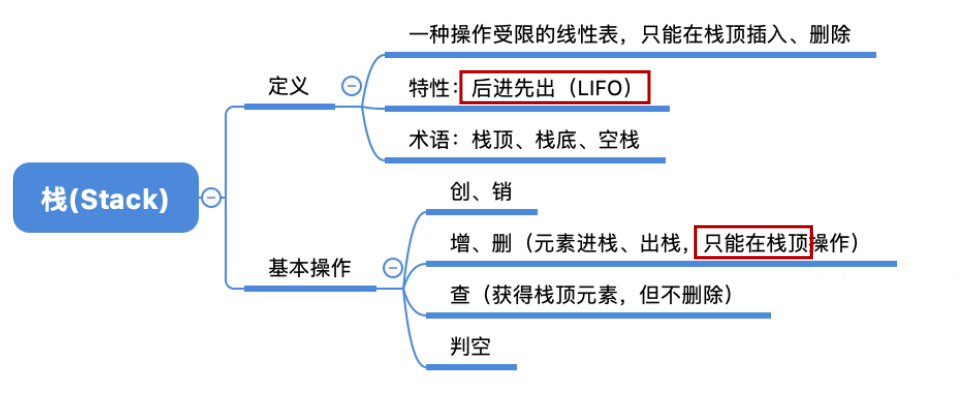 栈(Stack)
定义
一种操作受限的线性表，只能在栈顶插入、删除
特性：后进先出（LIFO）
术语：栈顶、栈底、空栈
基本操作
创、销
增、删（元素进栈、出栈，只能在栈顶操作）
查（获得栈顶元素，但不删除）
判空